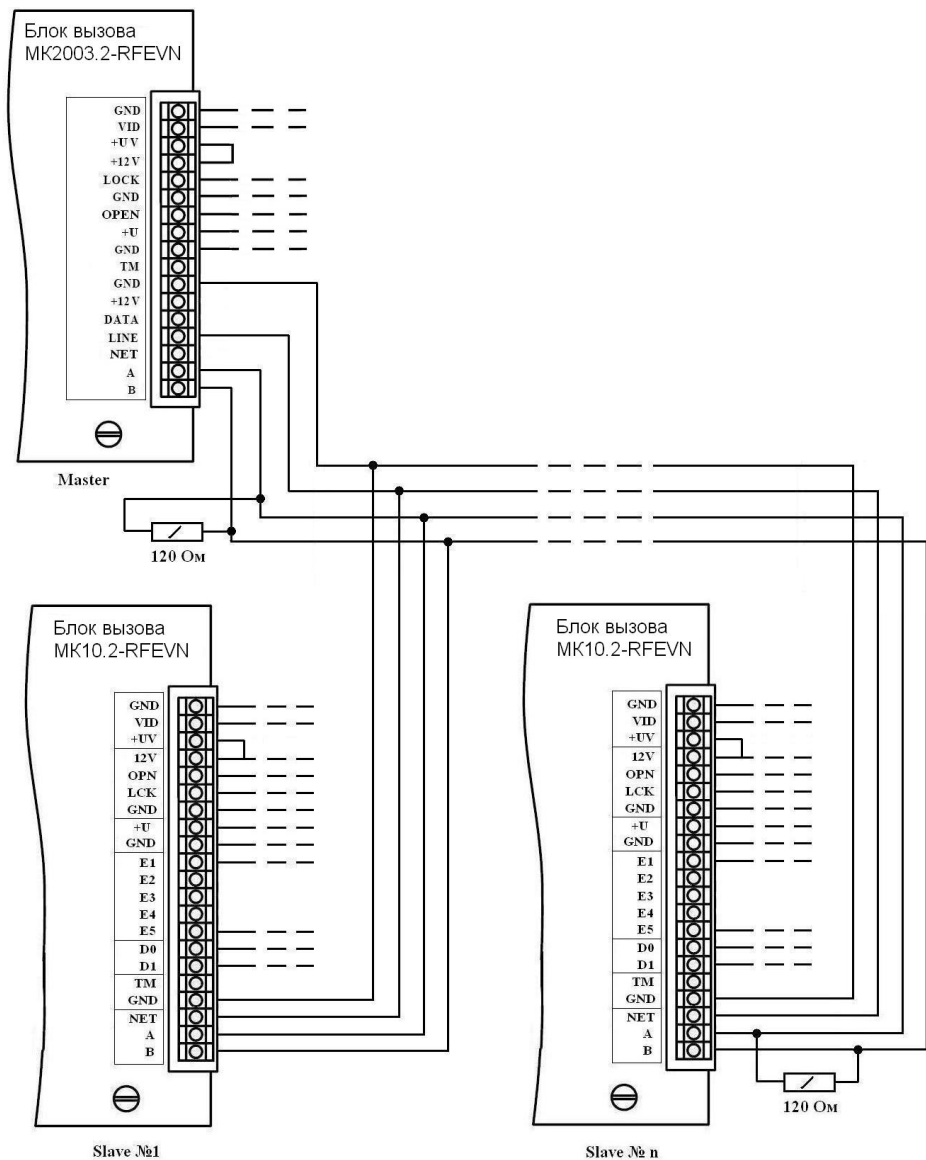 Блок вызова
МК2003.2-RFEVN
GND
VID
+UV
+12V
LOCK
GND
OPEN
+U
GND
TM
GND
+12V
DATA
LINE
NET
A
B
Master
120 Ом
Блок вызова
МК10.2-RFEVN
GND
VID
+UV
12V
OPN
LCK
GND
+U
GND
E1
E2
E3
E4
E5
D0
D1
TM
GND
NET
A
B
Slave №1
Блок вызова
МК10.2-RFEVN
GND
VID
+UV
12V
OPN
LCK
GND
+U
GND
E1
E2
E3
E4
E5
D0
D1
TM
GND
NET
A
B
120 Ом
Slave № n